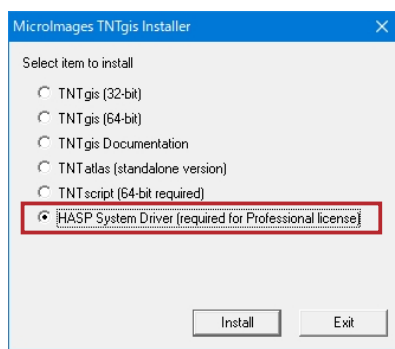 MicroImages TNTgis Installer
Select item to install
TNTgis (32-bit)
TNTgis (64-bit)
TNTgis Documentation
TNTatlas (standalone version)
TNTscript (64-bit required)
HASP System Driver (required for Professional license)
Install Exit